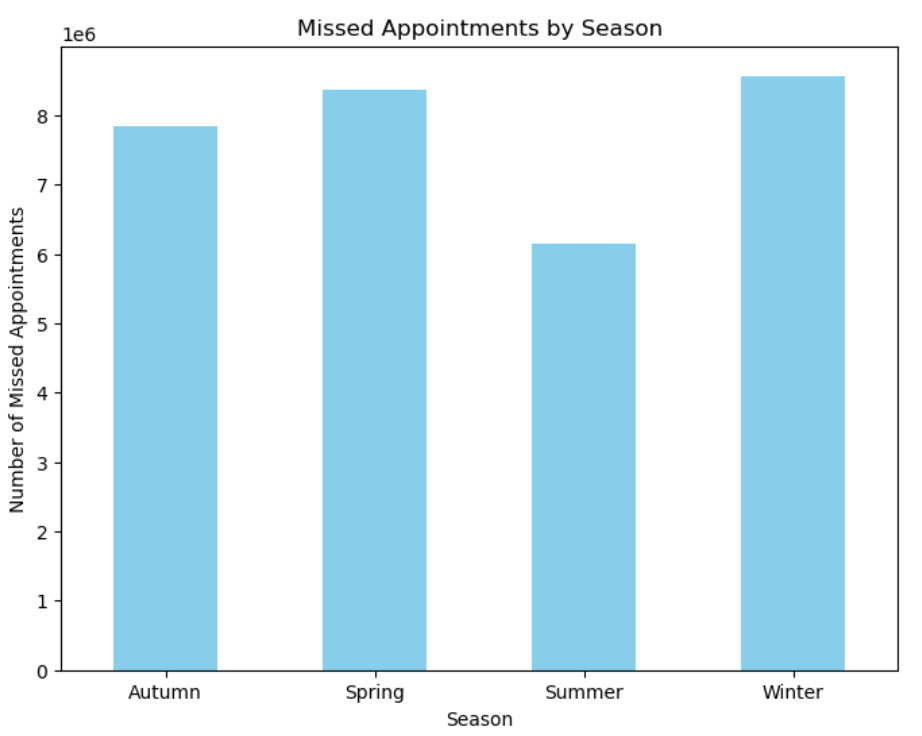 Missed Appointments by Season
1e6
8
7
6
5
4
3
2
1
0
Number of Missed Appointments
Autumn Spring Summer Winter
Season